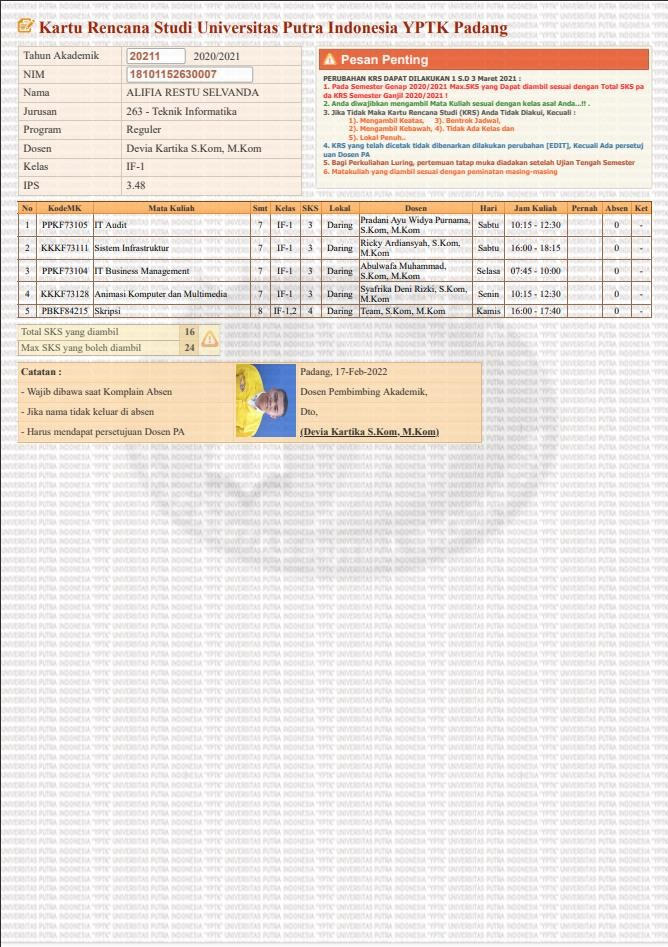 Kartu Rencana Studi Universitas Putra Indonesia YPTK Padang
Tahun Akademik 20211 2020/2021
NIM 18101152630007
Nama ALIFIA RESTU SELVANDA
Jurusan 263 - Teknik Informatika
Program Reguler
Dosen Devia Kartika S.Kom, M.Kom
Kelas IF-1
IPS 3.48
Pesan Penting
PERUBAHAN KRS DAPAT DILAKUKAN 1 S.D 3 Maret 2021 :
1. Pada Semester Genap 2020/2021 Max.SKS yang Dapat diambil sesuai dengan Total SKS pa
da KRS Semester Ganjil 2020/2021 !
2. Anda diwajibkan mengambil Mata Kuliah sesuai dengan kelas asal Anda...!! .
3. Jika Tidak Maka Kartu Rencana Studi (KRS) Anda Tidak Diakui, Kecuali :
1). Mengambil Keatas, 3). Bentrok Jadwal,
2). Mengambil Kebawah, 4). Tidak Ada Kelas dan
5). Lokal Penuh..
4. KRS yang telah dicetak tidak dibenarkan dilakukan perubahan [EDIT], Kecuali Ada persetuj
uan Dosen PA
5. Bagi Perkuliahan Luring, pertemuan tatap muka diadakan setelah Ujian Tengah Semester
6. Matakuliah yang diambil sesuai dengan peminatan masing-masing
No KodeMK Mata Kuliah Smt Kelas SKS Lokal Dosen Hari Jam Kuliah Pernah Absen Ket
1 PPKF73105 IT Audit 7 IF-1 3 Daring Pradani Ayu Widya Purnama, S.Kom, M.Kom Sabtu 10:15 - 12:30 0 -
2 KKKF73111 Sistem Infrastruktur 7 IF-1 3 Daring Ricky Ardiansyah, S.Kom, M.Kom Sabtu 16:00 - 18:15 0 -
3 PPKF73104 IT Business Management 7 IF-1 3 Daring Abulwafa Muhammad, S.Kom, M.Kom Selasa 07:45 - 10:00 0 -
4 KKKF73128 Animasi Komputer dan Multimedia 7 IF-1 3 Daring Syafrika Deni Rizki, S.Kom, M.Kom Senin 10:15 - 12:30 0 -
5 PBKF84215 Skripsi 8 IF-1,2 4 Daring Team, S.Kom, M.Kom Kamis 16:00 - 17:40 0 -
Total SKS yang diambil 16
Max SKS yang boleh diambil 24
Catatan :
- Wajib dibawa saat Komplain Absen
- Jika nama tidak keluar di absen
- Harus mendapat persetujuan Dosen PA
Padang, 17-Feb-2022
Dosen Pembimbing Akademik,
Dto,
(Devia Kartika S.Kom, M.Kom)